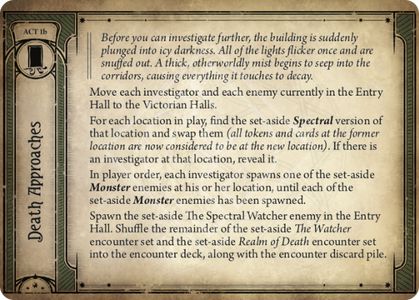 ACT 1b
Death Approaches
Before you can investigate further, the building is suddenly
plunged into icy darkness. All of the lights flicker once and are
snuffed out. A thick, otherworldly mist begins to seep into the
corridors, causing everything it touches to decay.
Move each investigator and each enemy currently in the Entry
Hall to the Victorian Halls.
For each location in play, find the set-aside Spectral version of
that location and swap them (all tokens and cards at the former
location are now considered to be at the new location). If there is
an investigator at that location, reveal it.
In player order, each investigator spawns one of the set-aside
Monster enemies at his or her location, until each of the
set-aside Monster enemies has been spawned.
Spawn the set-aside The Spectral Watcher enemy in the Entry
Hall. Shuffle the remainder of the set-aside The Watcher
encounter set and the set-aside Realm of Death encounter set
into the encounter deck, along with the encounter discard pile.